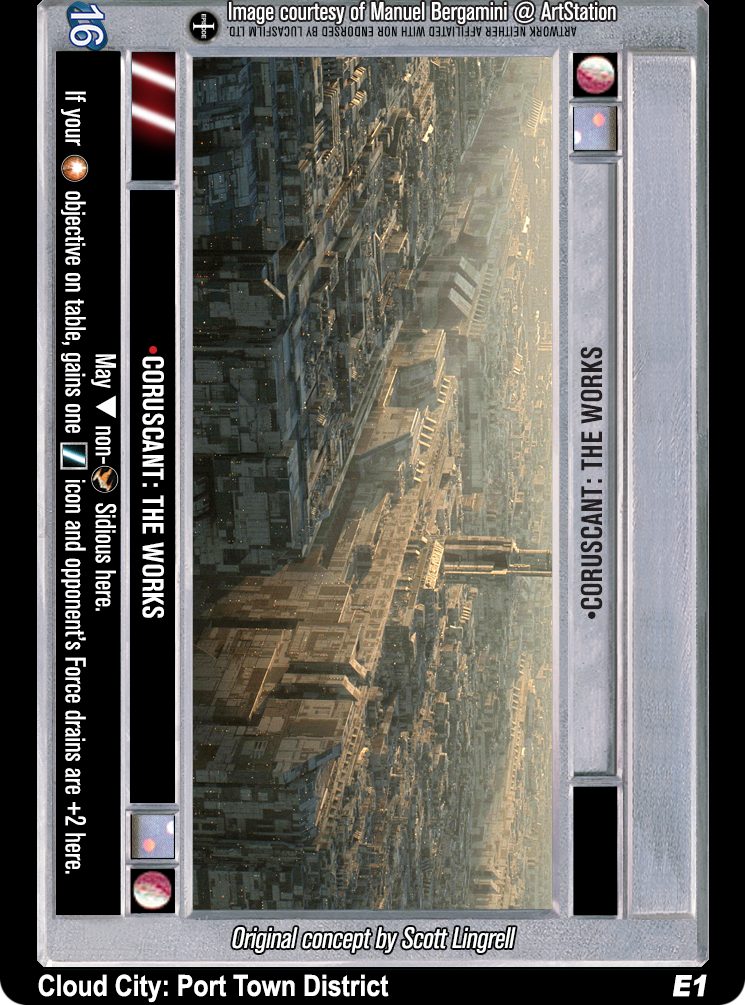 Image courtesy of Manuel Bergamini @ ArtStation
ARTWORK NEITHER AFFILIATED WITH NOR ENDORSED BY LUCASFILM LTD.
EPISODE
I
16
•CORUSCANT: THE WORKS
•CORUSCANT: THE WORKS
May non- Sidious here.
If your objective on table, gains one icon and opponent's Force drains are +2 here.
Original concept by Scott Lingrell
Cloud City: Port Town District E1